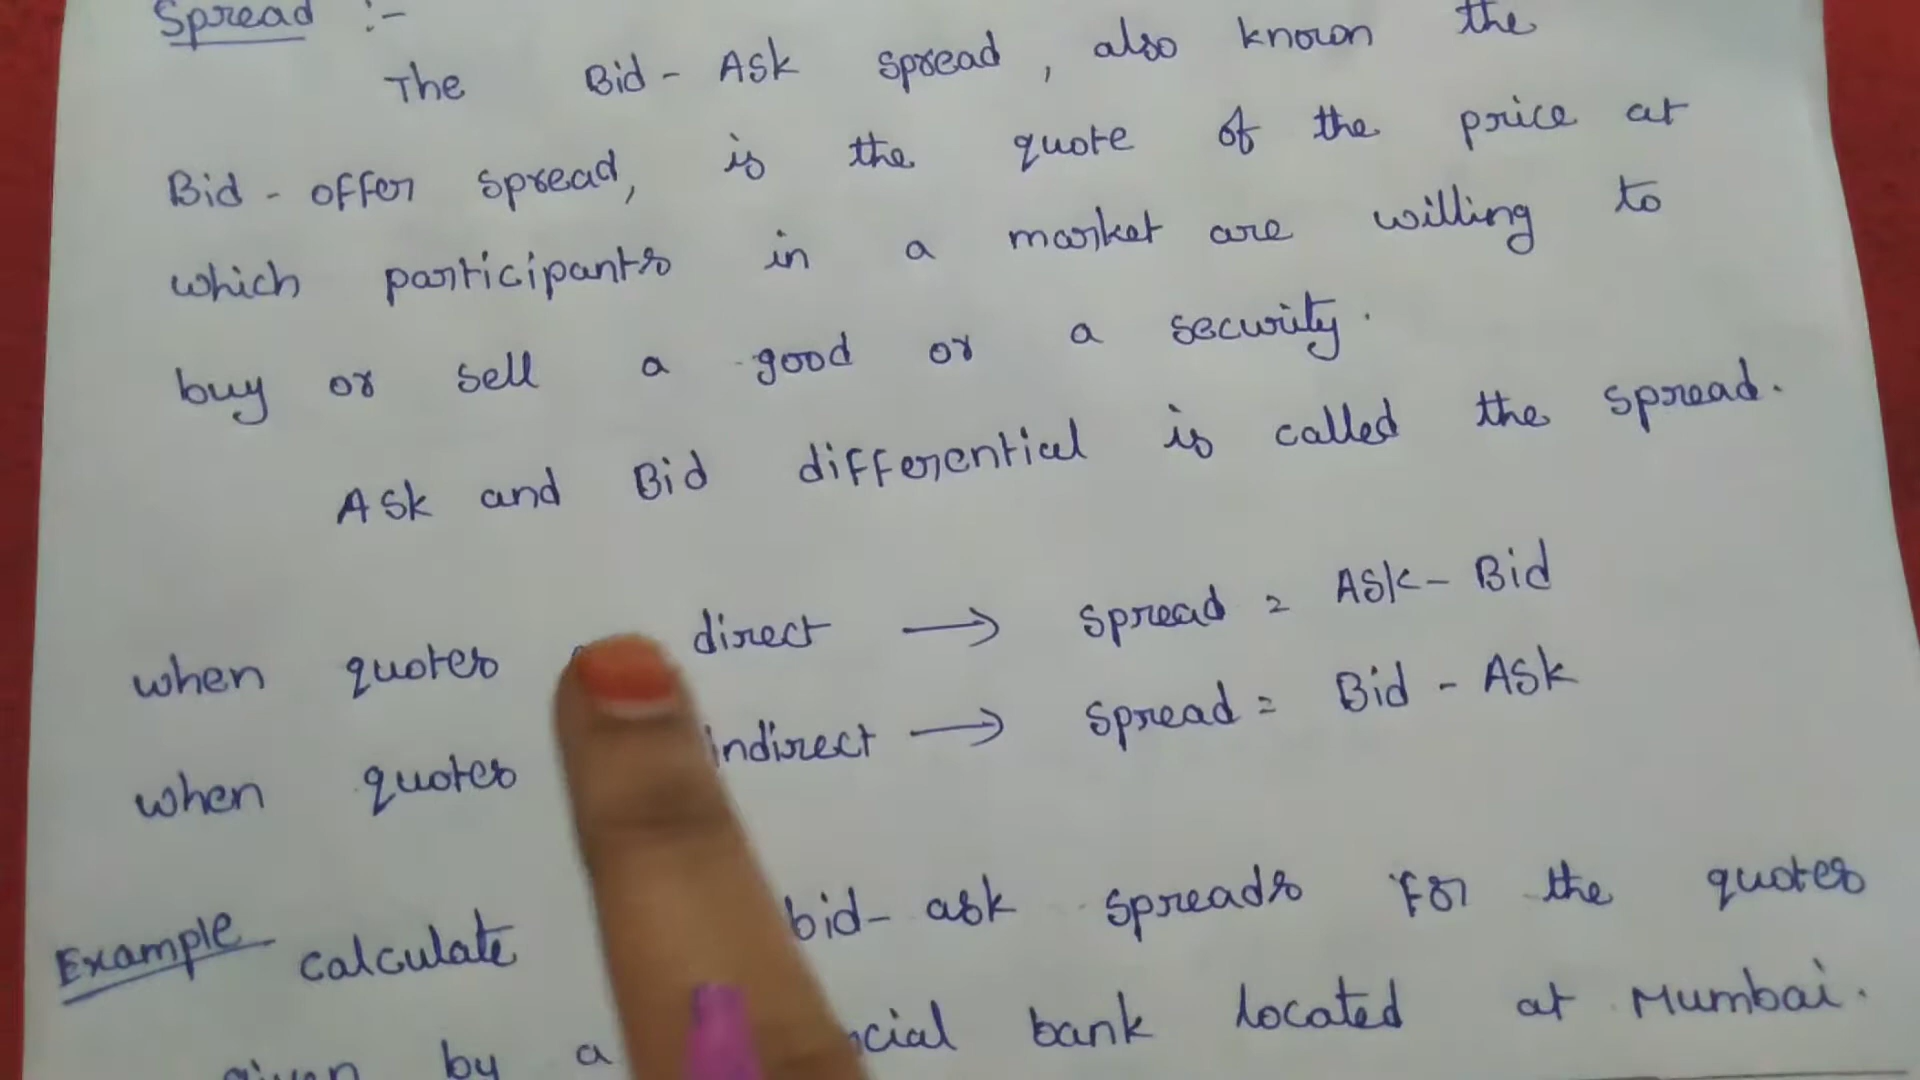 Spread :-
The Bid - Ask spread, also known the
Bid - offer spread, is the quote of the price at
which participants in a market are willing to
buy or sell a good or a security.
Ask and Bid differential is called the spread.
when quotes direct → spread = Ask - Bid
when quotes indirect → spread = Bid - Ask
Example calculate bid - ask spreads for the quotes
given by a bank located at Mumbai.